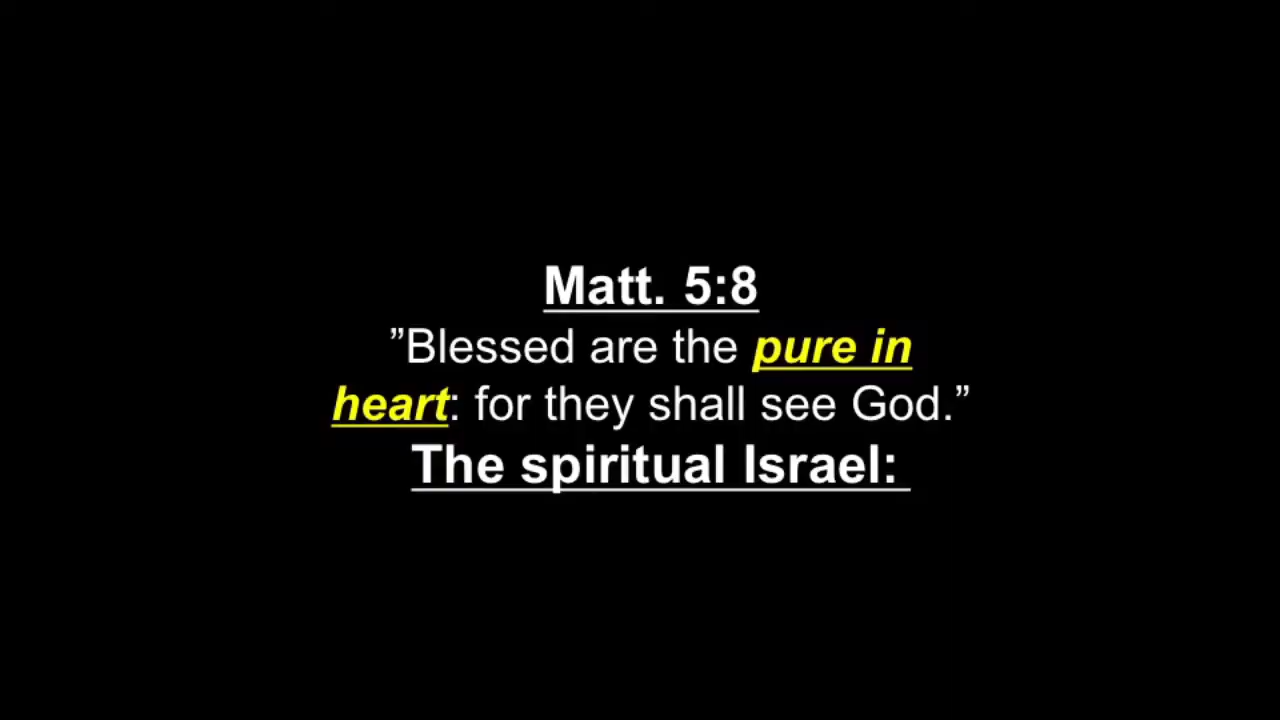 Matt. 5:8
”Blessed are the pure in
heart: for they shall see God.”
The spiritual Israel: